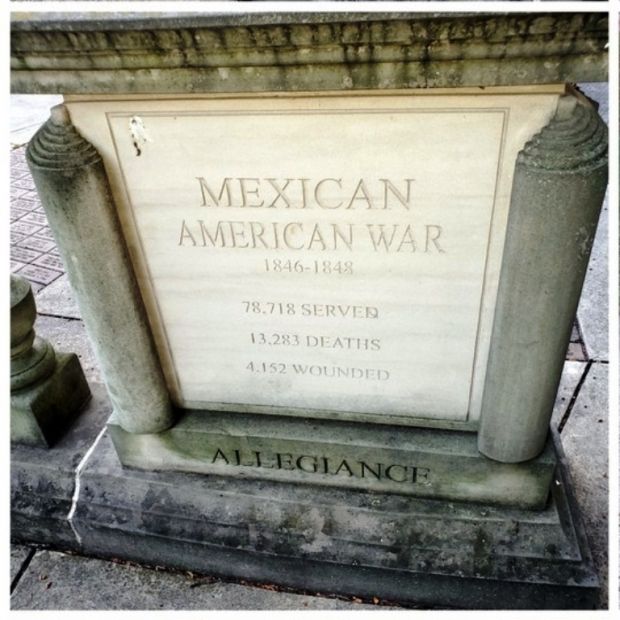 MEXICAN
AMERICAN WAR
1846-1848
78,718 SERVED
13,283 DEATHS
4,152 WOUNDED
ALLEGIANCE